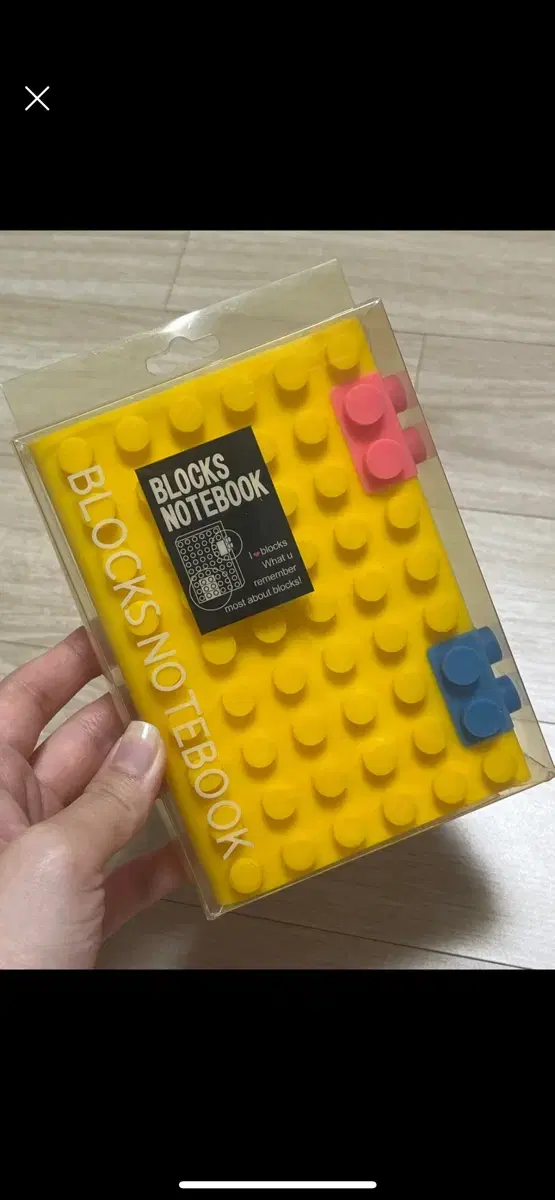 BLOCKS NOTEBOOK
BLOCKS
NOTEBOOK
I ♥ blocks
What u
remember
most about blocks!